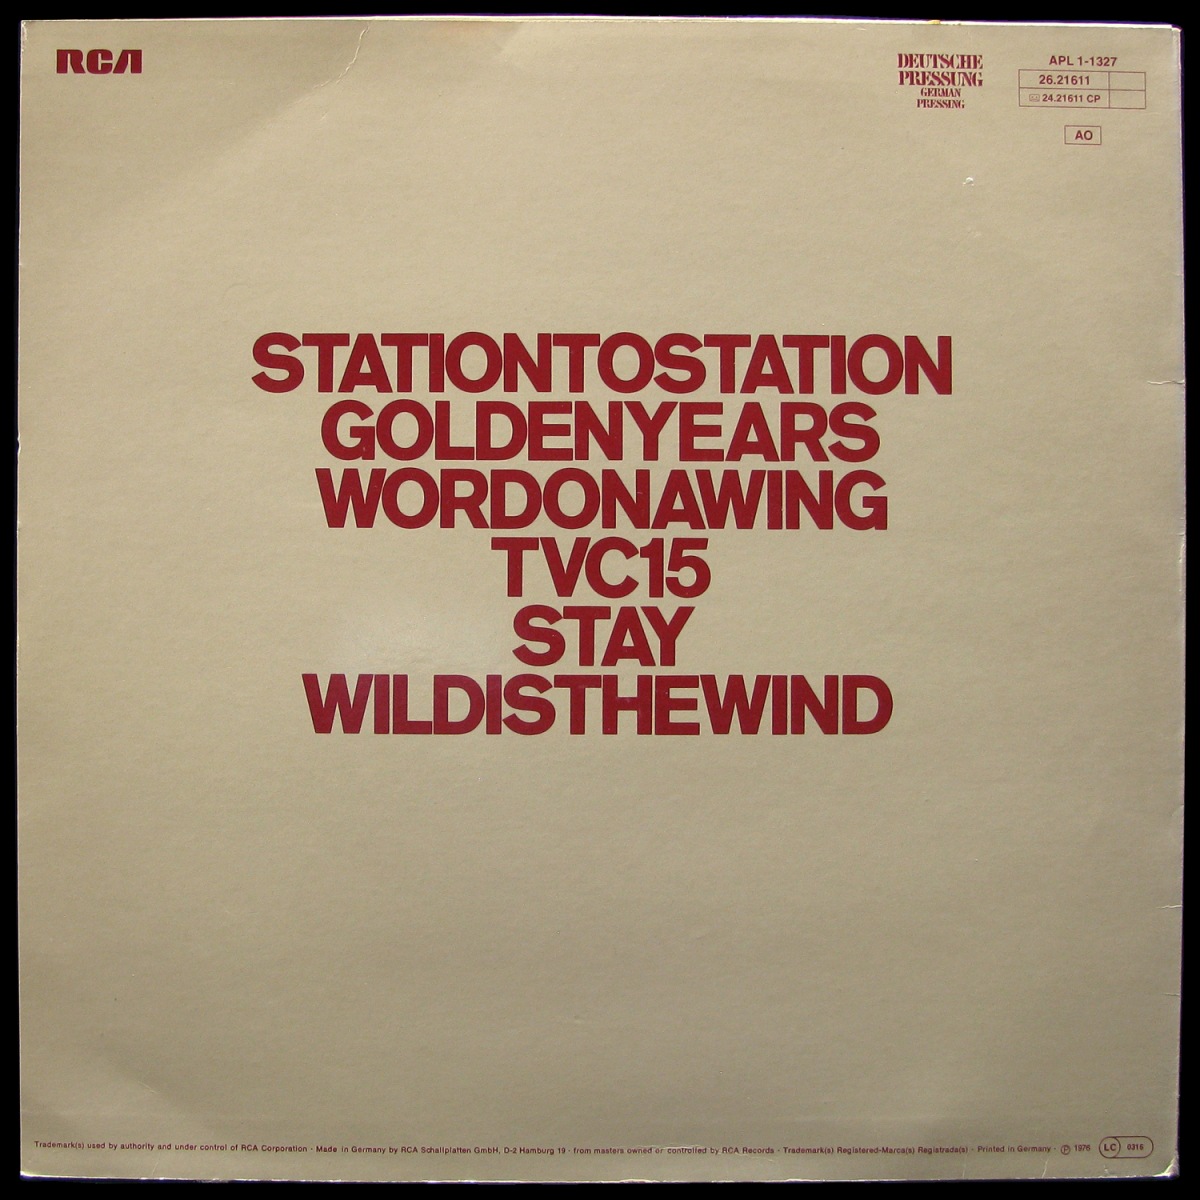 RCA
DEUTSCHE
PRESSUNG
GERMAN
PRESSING
APL 1-1327
26.21611
24.21611 CP
AO
STATIONTOSTATION
GOLDENYEARS
WORDONAWING
TVC15
STAY
WILDISTHEWIND
Trademark(s) used by authority and under control of RCA Corporation · Made in Germany by RCA Schallplatten GmbH, D-2 Hamburg 19 · from masters owned or controlled by RCA Records · Trademark(s) Registered-Marca(s) Registrada(s) · Printed in Germany · ℗ 1976 LC 0316